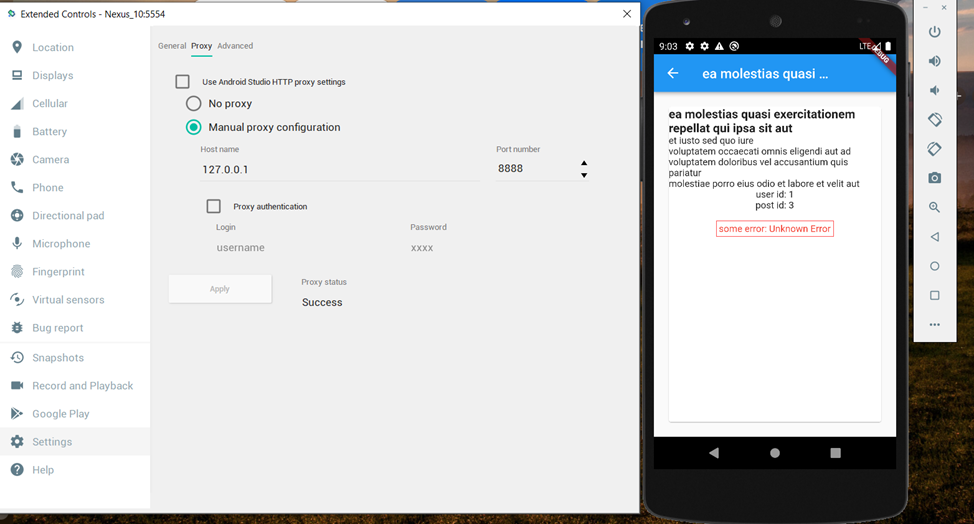 Extended Controls - Nexus_10:5554
Location
Displays
Cellular
Battery
Camera
Phone
Directional pad
Microphone
Fingerprint
Virtual sensors
Bug report
Snapshots
Record and Playback
Google Play
Settings
Help
General Proxy Advanced
Use Android Studio HTTP proxy settings
No proxy
Manual proxy configuration
Host name Port number
127.0.0.1 8888
Proxy authentication
Login Password
username xxxx
Apply
Proxy status
Success
9:03 LTE
DEBUG
ea molestias quasi ...
ea molestias quasi exercitationem
repellat qui ipsa sit aut
et iusto sed quo iure
voluptatem occaecati omnis eligendi aut ad
voluptatem doloribus vel accusantium quis
pariatur
molestiae porro eius odio et labore et velit aut
user id: 1
post id: 3
some error: Unknown Error